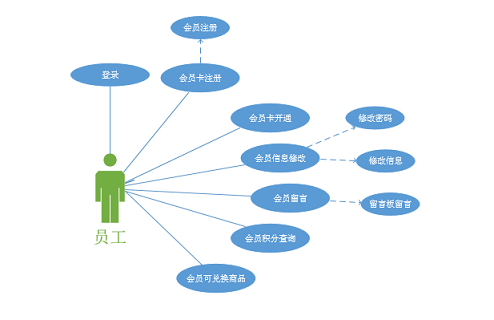 会员注册
登录
会员卡注册
会员卡开通
修改密码
会员信息修改
修改信息
会员留言
留言板留言
员工
会员积分查询
会员可兑换商品